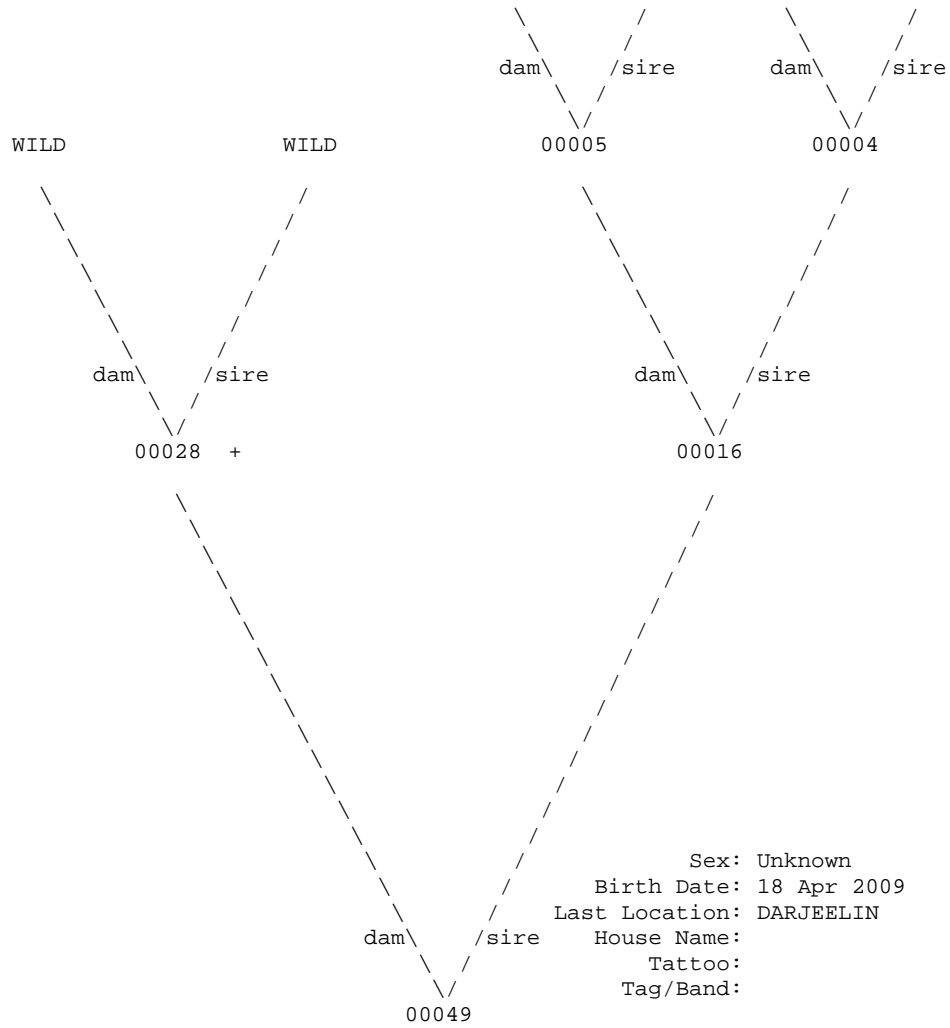 dam sire dam sire
WILD WILD 00005 00004
dam sire dam sire
00028 + 00016
Sex: Unknown
Birth Date: 18 Apr 2009
Last Location: DARJEELIN
dam sire House Name:
Tattoo:
Tag/Band:
00049